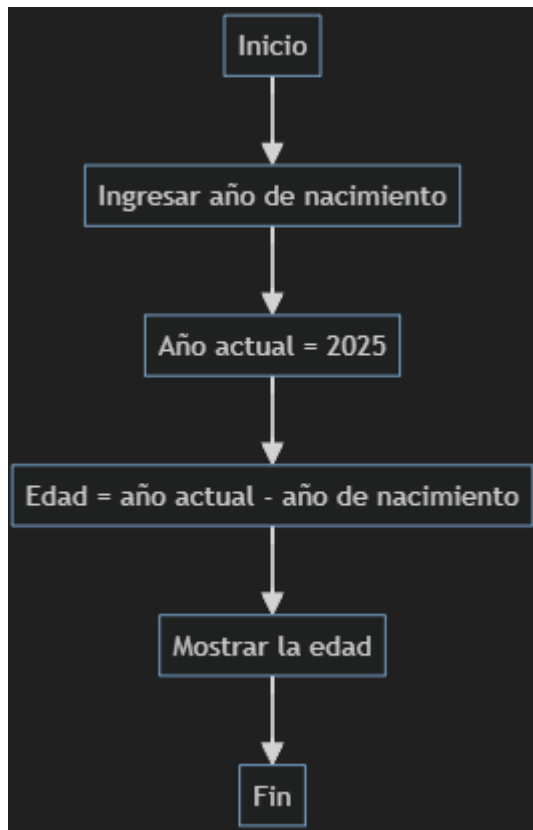 Inicio
Ingresar año de nacimiento
Año actual = 2025
Edad = año actual - año de nacimiento
Mostrar la edad
Fin